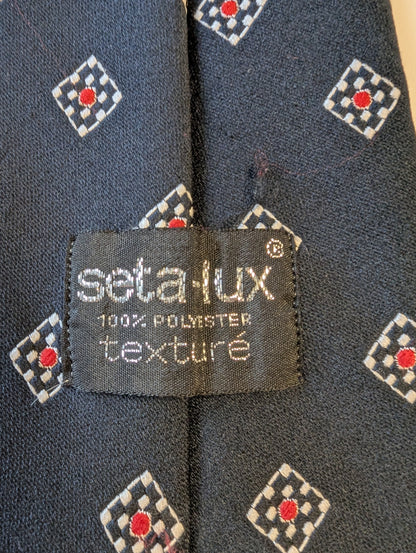 seta·lux®
100% POLYESTER
texturé